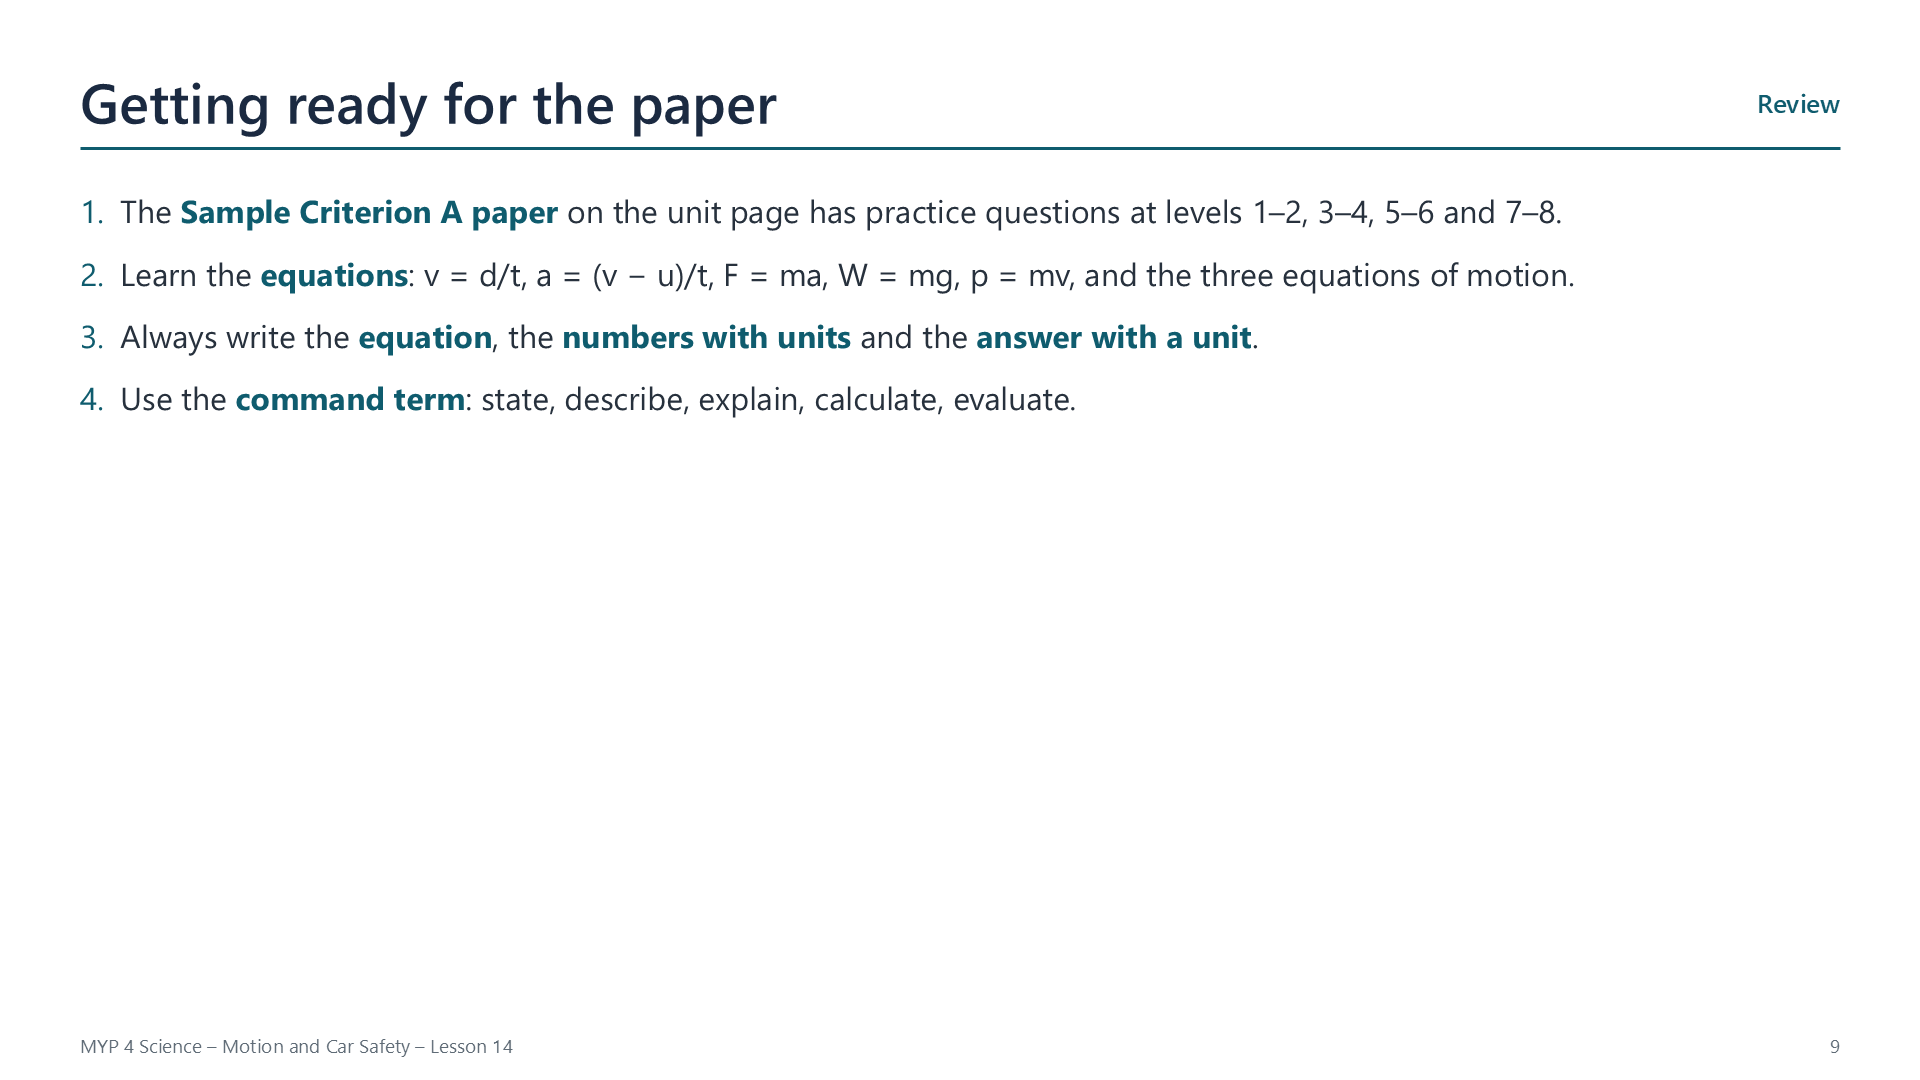 Getting ready for the paper
Review
1. The Sample Criterion A paper on the unit page has practice questions at levels 1–2, 3–4, 5–6 and 7–8.
2. Learn the equations: v = d/t, a = (v − u)/t, F = ma, W = mg, p = mv, and the three equations of motion.
3. Always write the equation, the numbers with units and the answer with a unit.
4. Use the command term: state, describe, explain, calculate, evaluate.
MYP 4 Science – Motion and Car Safety – Lesson 14
9